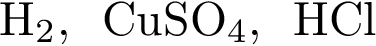 H₂, CuSO₄, HCl